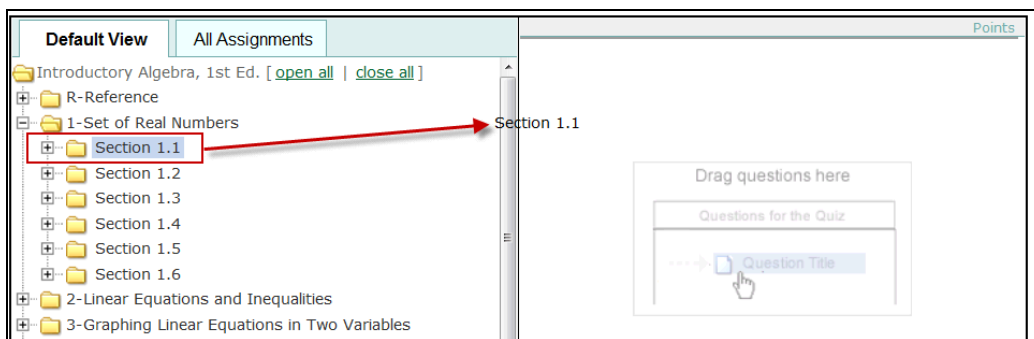 Default View
All Assignments
Introductory Algebra, 1st Ed. [ open all | close all ]
R-Reference
1-Set of Real Numbers
Section 1.1
Section 1.2
Section 1.3
Section 1.4
Section 1.5
Section 1.6
2-Linear Equations and Inequalities
3-Graphing Linear Equations in Two Variables
Points
Section 1.1
Drag questions here
Questions for the Quiz
Question Title